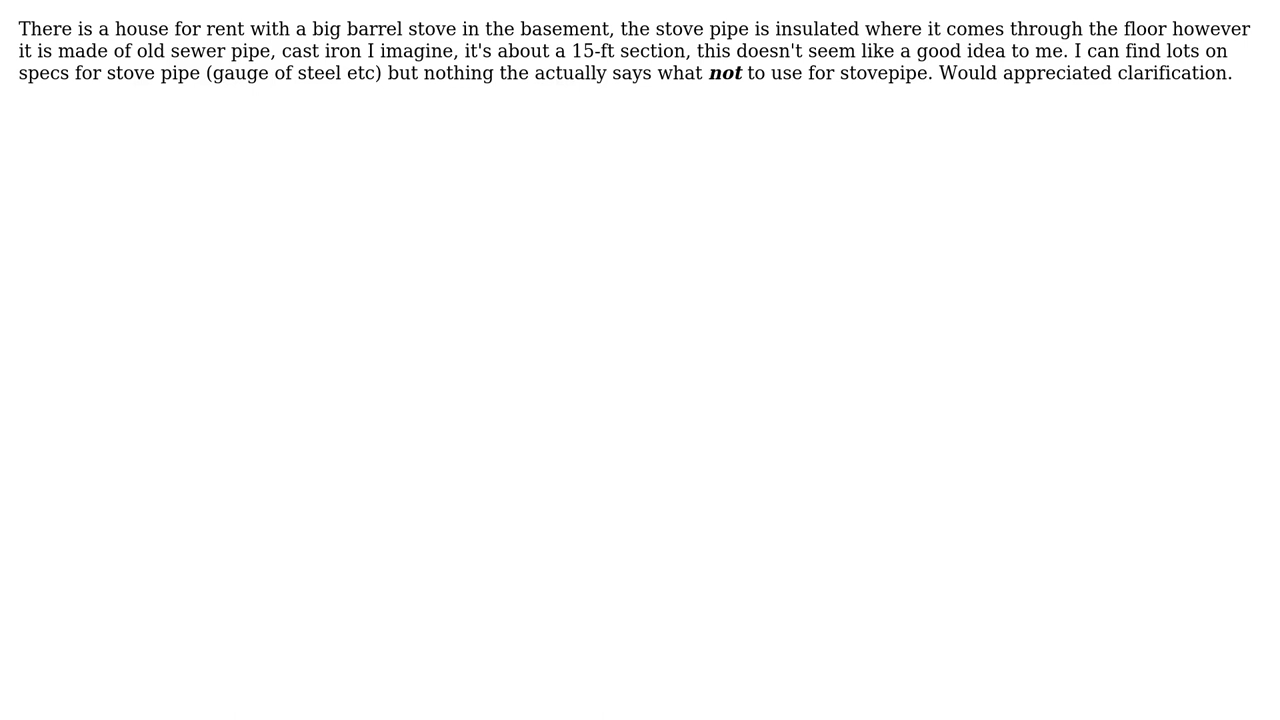 There is a house for rent with a big barrel stove in the basement, the stove pipe is insulated where it comes through the floor however
it is made of old sewer pipe, cast iron I imagine, it's about a 15-ft section, this doesn't seem like a good idea to me. I can find lots on
specs for stove pipe (gauge of steel etc) but nothing the actually says what not to use for stovepipe. Would appreciated clarification.